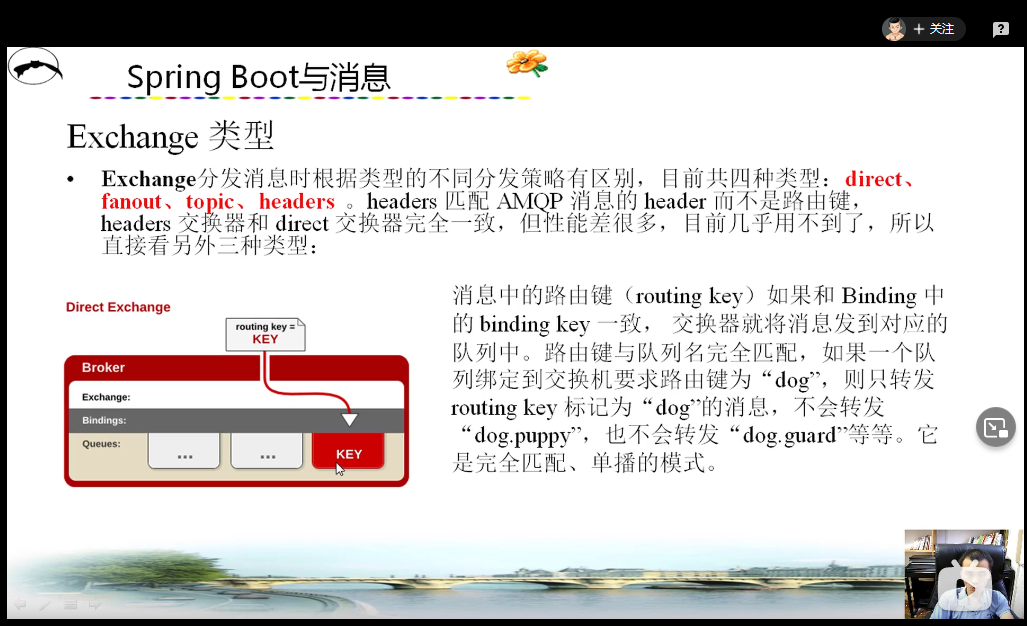 + 关注
Spring Boot与消息
Exchange 类型
• Exchange分发消息时根据类型的不同分发策略有区别，目前共四种类型：direct、
fanout、topic、headers 。headers 匹配 AMQP 消息的 header 而不是路由键，
headers 交换器和 direct 交换器完全一致，但性能差很多，目前几乎用不到了，所以
直接看另外三种类型：
Direct Exchange
routing key =
KEY
Broker
Exchange:
Bindings:
Queues:
...
...
KEY
消息中的路由键（routing key）如果和 Binding 中
的 binding key 一致， 交换器就将消息发到对应的
队列中。路由键与队列名完全匹配，如果一个队
列绑定到交换机要求路由键为“dog”，则只转发
routing key 标记为“dog”的消息，不会转发
“dog.puppy”，也不会转发“dog.guard”等等。它
是完全匹配、单播的模式。